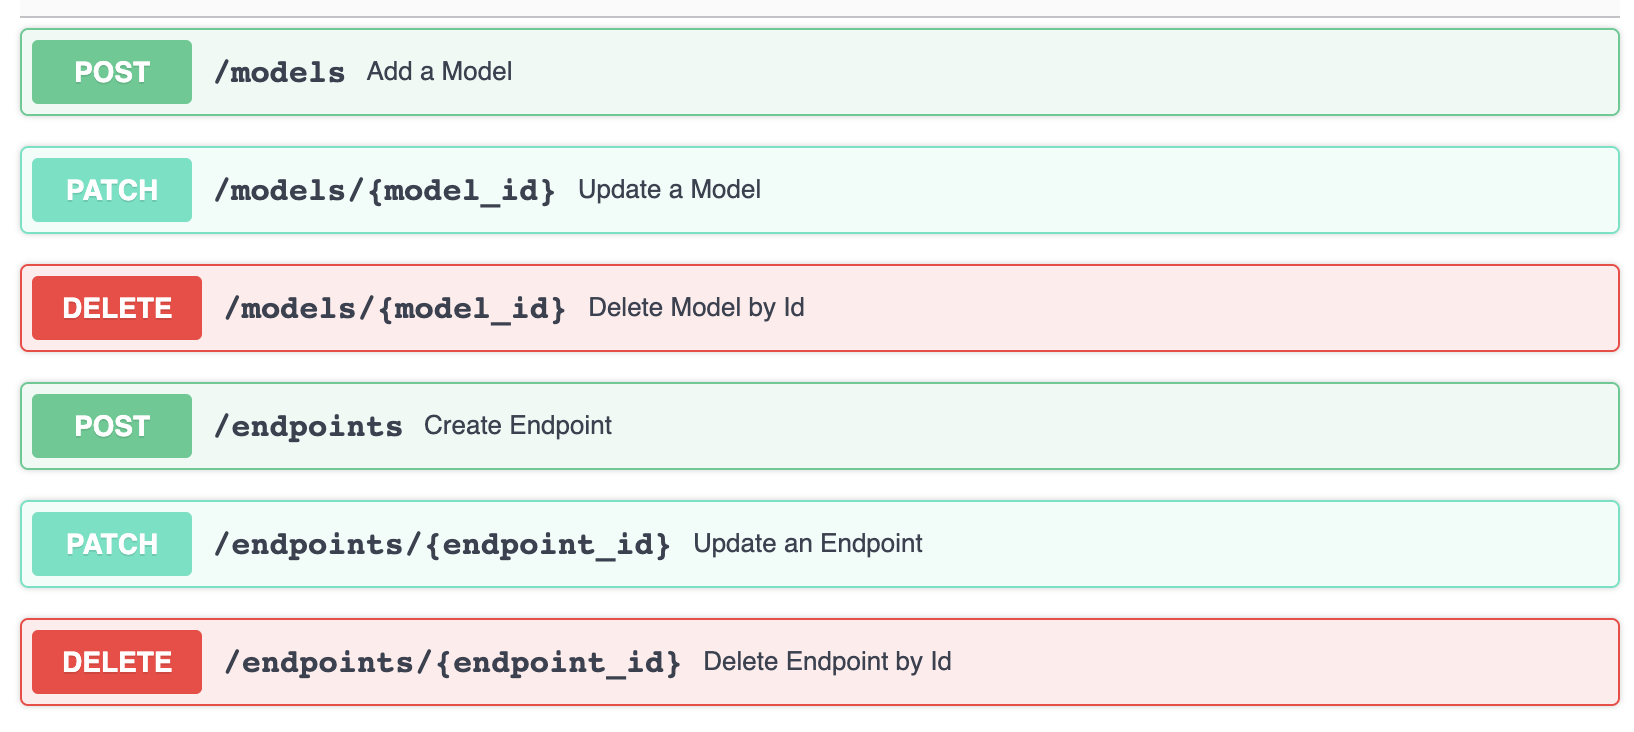 POST /models Add a Model
PATCH /models/{model_id} Update a Model
DELETE /models/{model_id} Delete Model by Id
POST /endpoints Create Endpoint
PATCH /endpoints/{endpoint_id} Update an Endpoint
DELETE /endpoints/{endpoint_id} Delete Endpoint by Id